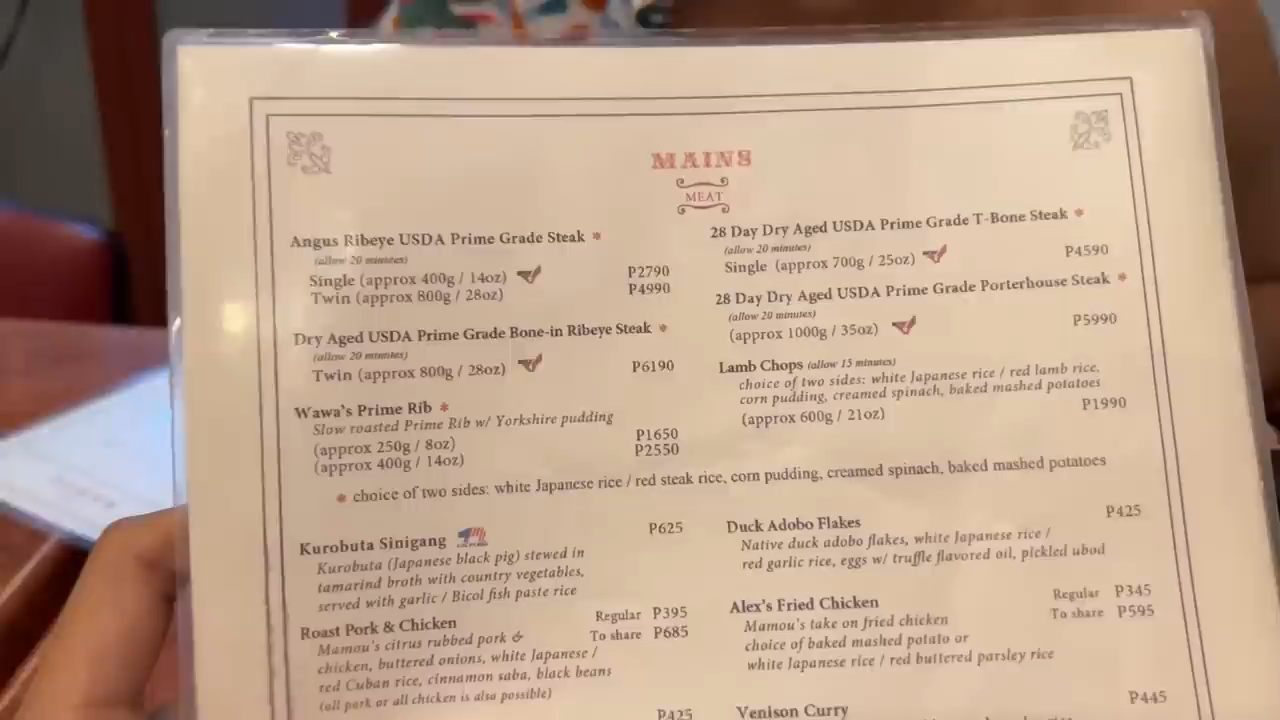 MAINS
MEAT
Angus Ribeye USDA Prime Grade Steak *
(allow 20 minutes)
Single (approx 400g / 14oz) P2790
Twin (approx 800g / 28oz) P4990
Dry Aged USDA Prime Grade Bone-in Ribeye Steak *
(allow 20 minutes)
Twin (approx 800g / 28oz) P6190
Wawa's Prime Rib *
Slow roasted Prime Rib w/ Yorkshire pudding
(approx 250g / 8oz) P1650
(approx 400g / 14oz) P2550
28 Day Dry Aged USDA Prime Grade T-Bone Steak *
(allow 20 minutes)
Single (approx 700g / 25oz) P4590
28 Day Dry Aged USDA Prime Grade Porterhouse Steak *
(allow 20 minutes)
(approx 1000g / 35oz) P5990
Lamb Chops (allow 15 minutes)
choice of two sides: white Japanese rice / red lamb rice,
corn pudding, creamed spinach, baked mashed potatoes
(approx 600g / 21oz) P1990
* choice of two sides: white Japanese rice / red steak rice, corn pudding, creamed spinach, baked mashed potatoes
Kurobuta Sinigang P625
Kurobuta (Japanese black pig) stewed in
tamarind broth with country vegetables,
served with garlic / Bicol fish paste rice
Roast Pork & Chicken Regular P395
Mamou's citrus rubbed pork & To share P685
chicken, buttered onions, white Japanese /
red Cuban rice, cinnamon saba, black beans
(all pork or all chicken is also possible)
P425
Duck Adobo Flakes P425
Native duck adobo flakes, white Japanese rice /
red garlic rice, eggs w/ truffle flavored oil, pickled ubod
Alex's Fried Chicken Regular P345
Mamou's take on fried chicken To share P595
choice of baked mashed potato or
white Japanese rice / red buttered parsley rice
Venison Curry P445